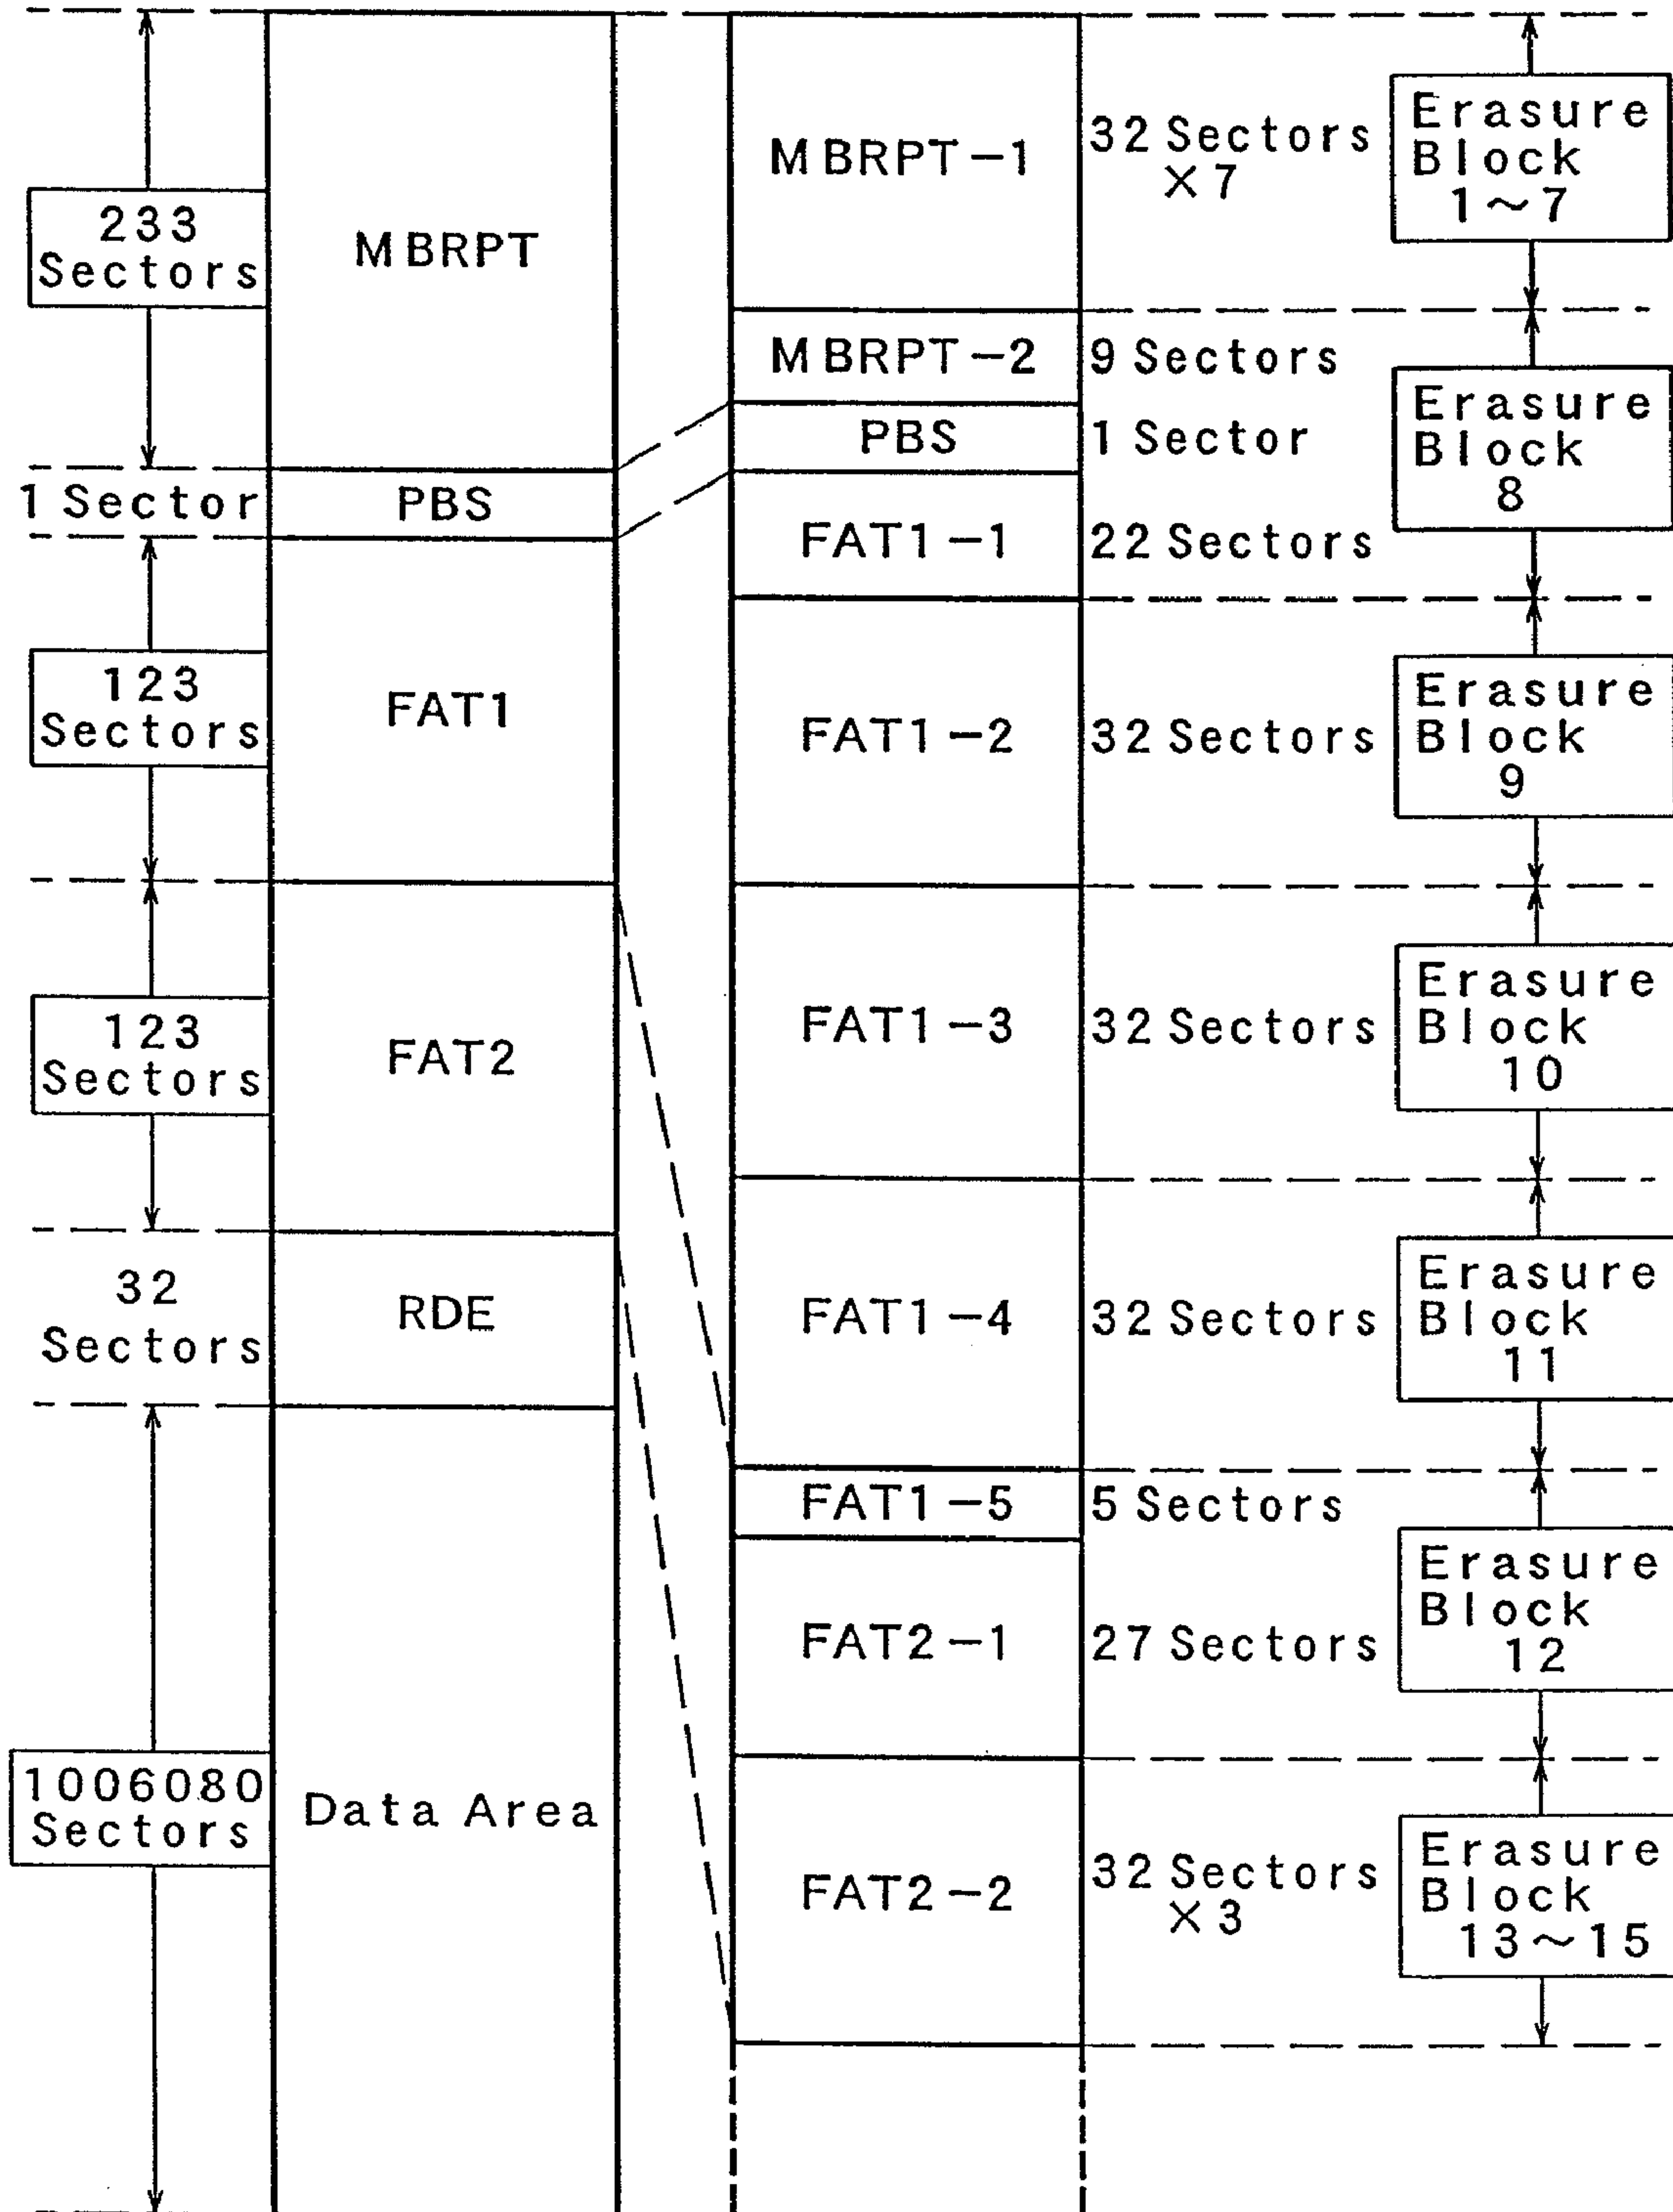 233
Sectors
MBRPT
1 Sector
PBS
123
Sectors
FAT1
123
Sectors
FAT2
32
Sectors
RDE
1006080
Sectors
Data Area
MBRPT-1
32 Sectors
×7
Erasure
Block
1~7
MBRPT-2
9 Sectors
PBS
1 Sector
FAT1-1
22 Sectors
Erasure
Block
8
FAT1-2
32 Sectors
Erasure
Block
9
FAT1-3
32 Sectors
Erasure
Block
10
FAT1-4
32 Sectors
Erasure
Block
11
FAT1-5
5 Sectors
FAT2-1
27 Sectors
Erasure
Block
12
FAT2-2
32 Sectors
×3
Erasure
Block
13~15